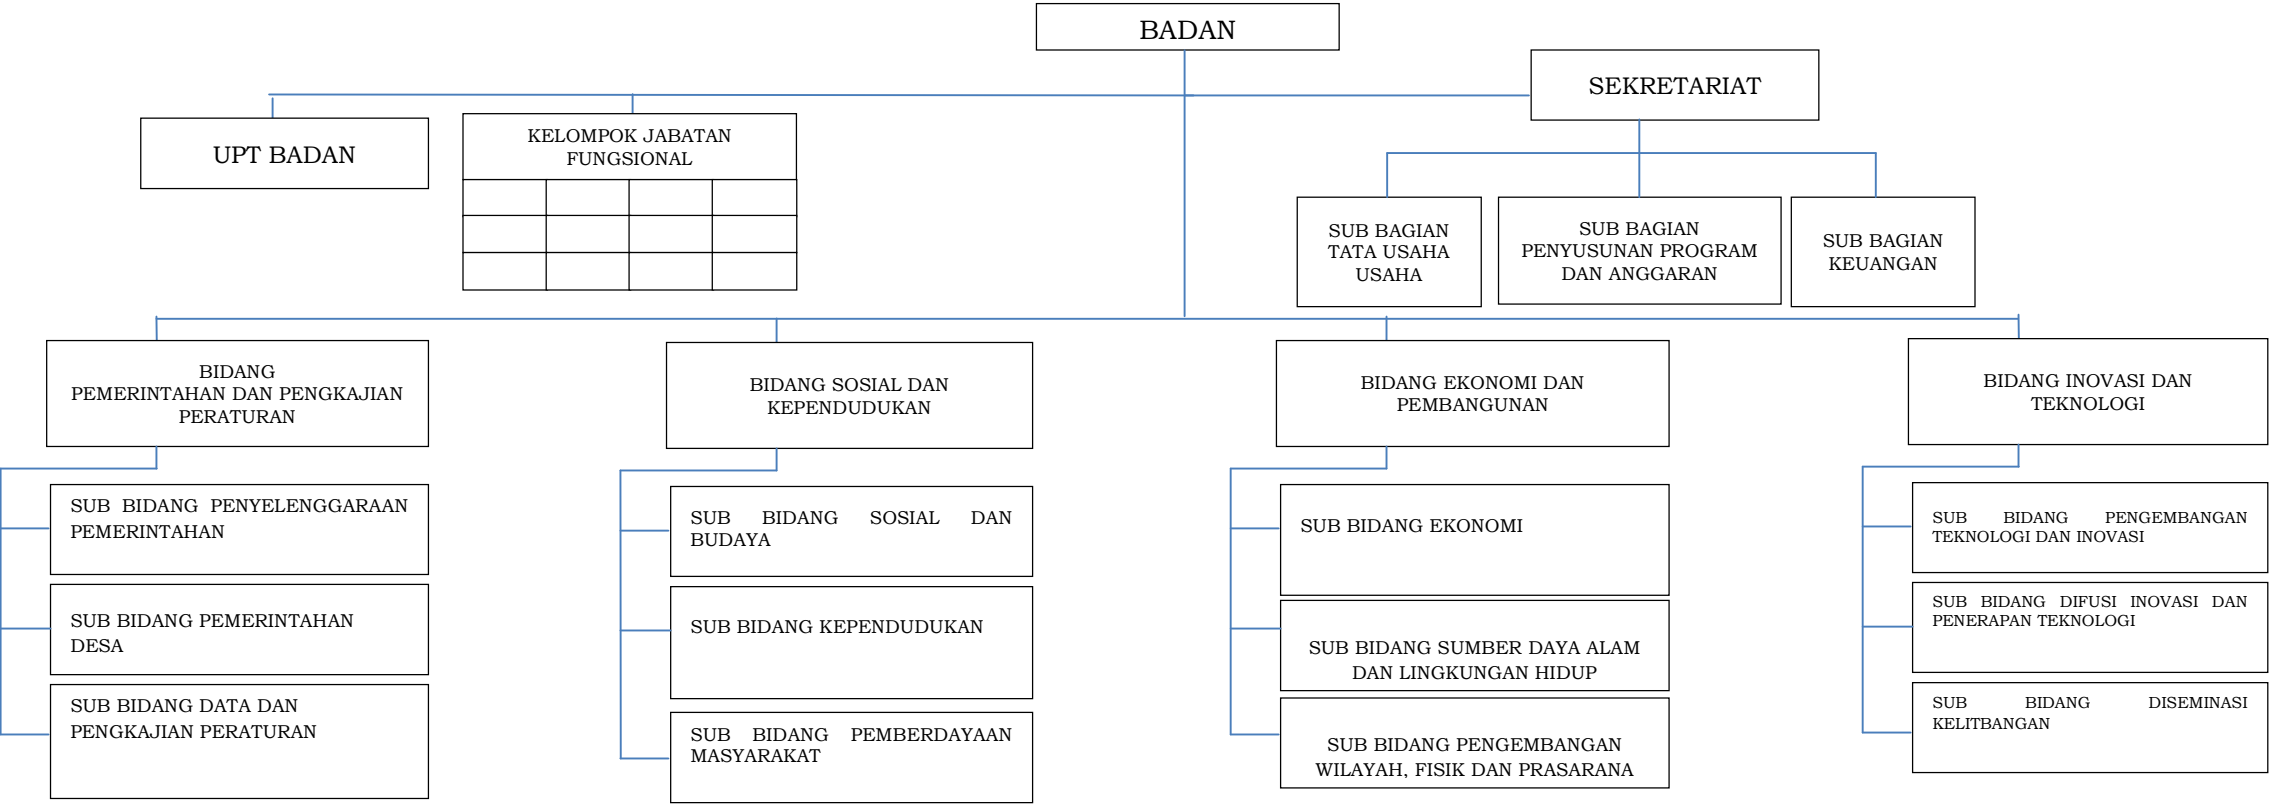 BADAN
SEKRETARIAT
UPT BADAN
KELOMPOK JABATAN
FUNGSIONAL
SUB BAGIAN
TATA USAHA
USAHA
SUB BAGIAN
PENYUSUNAN PROGRAM
DAN ANGGARAN
SUB BAGIAN
KEUANGAN
BIDANG
PEMERINTAHAN DAN PENGKAJIAN
PERATURAN
BIDANG SOSIAL DAN
KEPENDUDUKAN
BIDANG EKONOMI DAN
PEMBANGUNAN
BIDANG INOVASI DAN
TEKNOLOGI
SUB BIDANG PENYELENGGARAAN
PEMERINTAHAN
SUB BIDANG PEMERINTAHAN
DESA
SUB BIDANG DATA DAN
PENGKAJIAN PERATURAN
SUB BIDANG SOSIAL DAN
BUDAYA
SUB BIDANG KEPENDUDUKAN
SUB BIDANG PEMBERDAYAAN
MASYARAKAT
SUB BIDANG EKONOMI
SUB BIDANG SUMBER DAYA ALAM
DAN LINGKUNGAN HIDUP
SUB BIDANG PENGEMBANGAN
WILAYAH, FISIK DAN PRASARANA
SUB BIDANG PENGEMBANGAN
TEKNOLOGI DAN INOVASI
SUB BIDANG DIFUSI INOVASI DAN
PENERAPAN TEKNOLOGI
SUB BIDANG DISEMINASI
KELITBANGAN